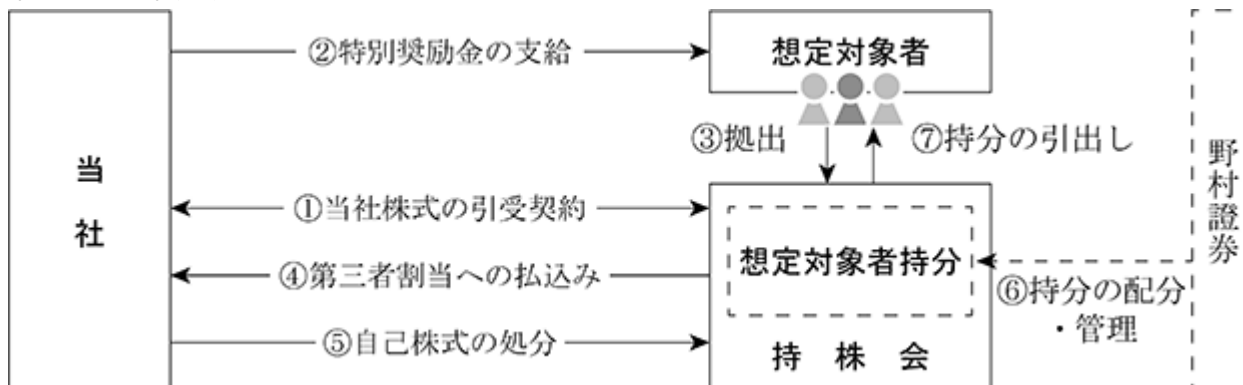 ②特別奨励金の支給
想定対象者
③拠出
⑦持分の引出し
当社
①当社株式の引受契約
想定対象者持分
④第三者割当への払込み
⑥持分の配分
・管理
⑤自己株式の処分
持株会
野村證券